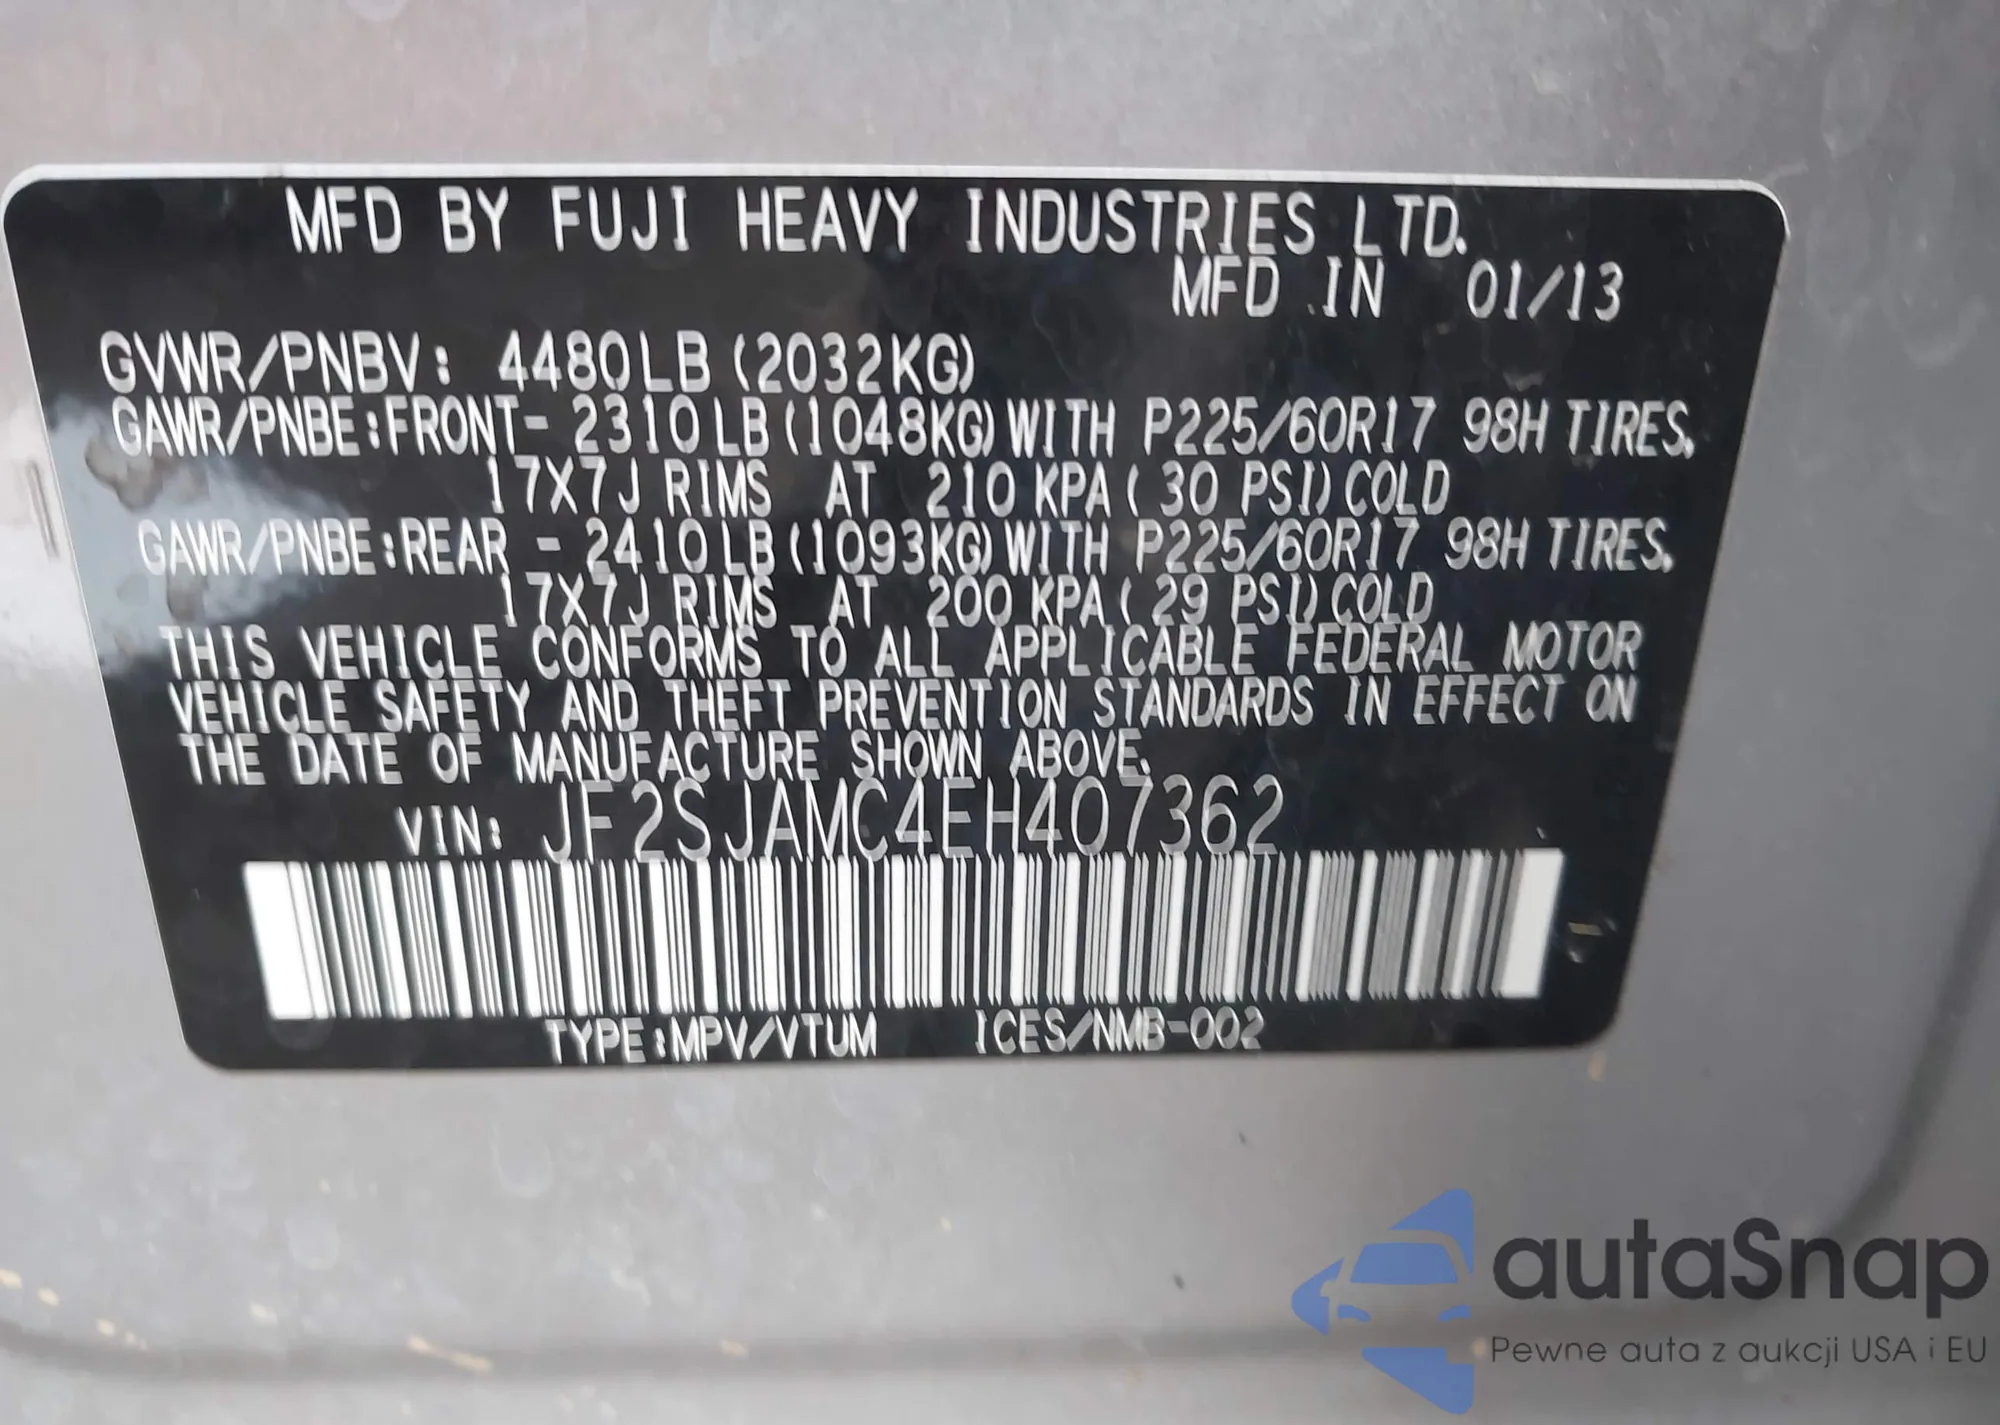 MFD BY FUJI HEAVY INDUSTRIES LTD.
MFD IN 01/13
GVWR/PNBV: 4480LB (2032KG)
GAWR/PNBE:FRONT- 2310LB (1048KG) WITH P225/60R17 98H TIRES,
17X7J RIMS AT 210 KPA ( 30 PSI) COLD
GAWR/PNBE:REAR - 2410LB (1093KG) WITH P225/60R17 98H TIRES,
17X7J RIMS AT 200 KPA ( 29 PSI) COLD
THIS VEHICLE CONFORMS TO ALL APPLICABLE FEDERAL MOTOR
VEHICLE SAFETY AND THEFT PREVENTION STANDARDS IN EFFECT ON
THE DATE OF MANUFACTURE SHOWN ABOVE.
VIN: JF2SJAMC4EH407362
TYPE:MPV/VTUM ICES/NMB-002
autaSnap
Pewne auta z aukcji USA i EU